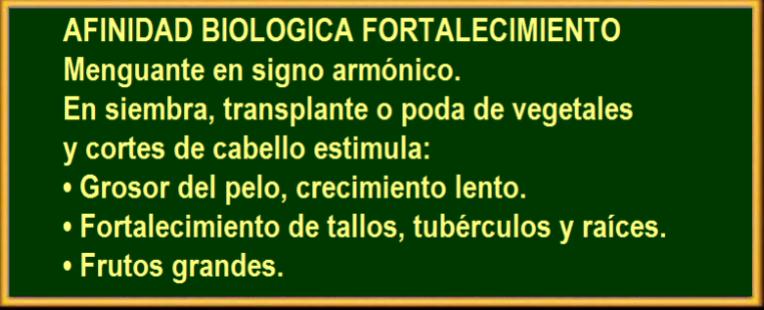 AFINIDAD BIOLOGICA FORTALECIMIENTO
Menguante en signo armónico.
En siembra, transplante o poda de vegetales
y cortes de cabello estimula:
• Grosor del pelo, crecimiento lento.
• Fortalecimiento de tallos, tubérculos y raíces.
• Frutos grandes.